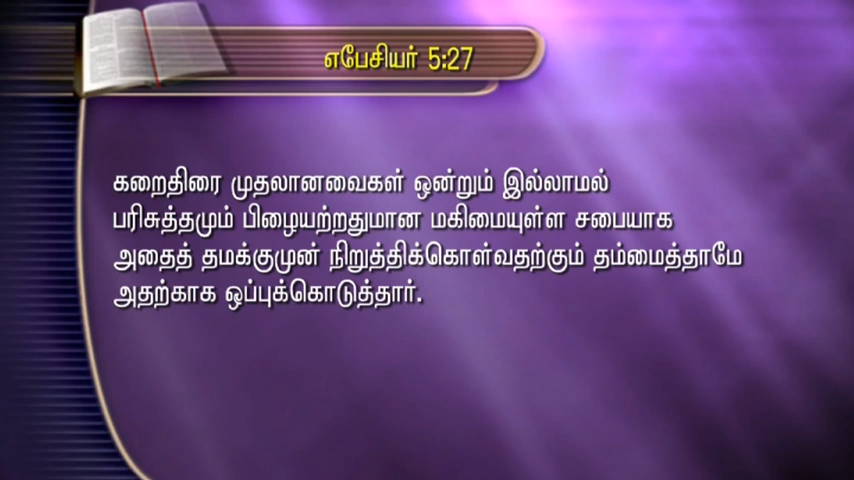 எபேசியர் 5:27
கறைதிரை முதலானவைகள் ஒன்றும் இல்லாமல்
பரிசுத்தமும் பிழையற்றதுமான மகிமையுள்ள சபையாக
அதைத் தமக்குமுன் நிறுத்திக்கொள்வதற்கும் தம்மைத்தாமே
அதற்காக ஒப்புக்கொடுத்தார்.